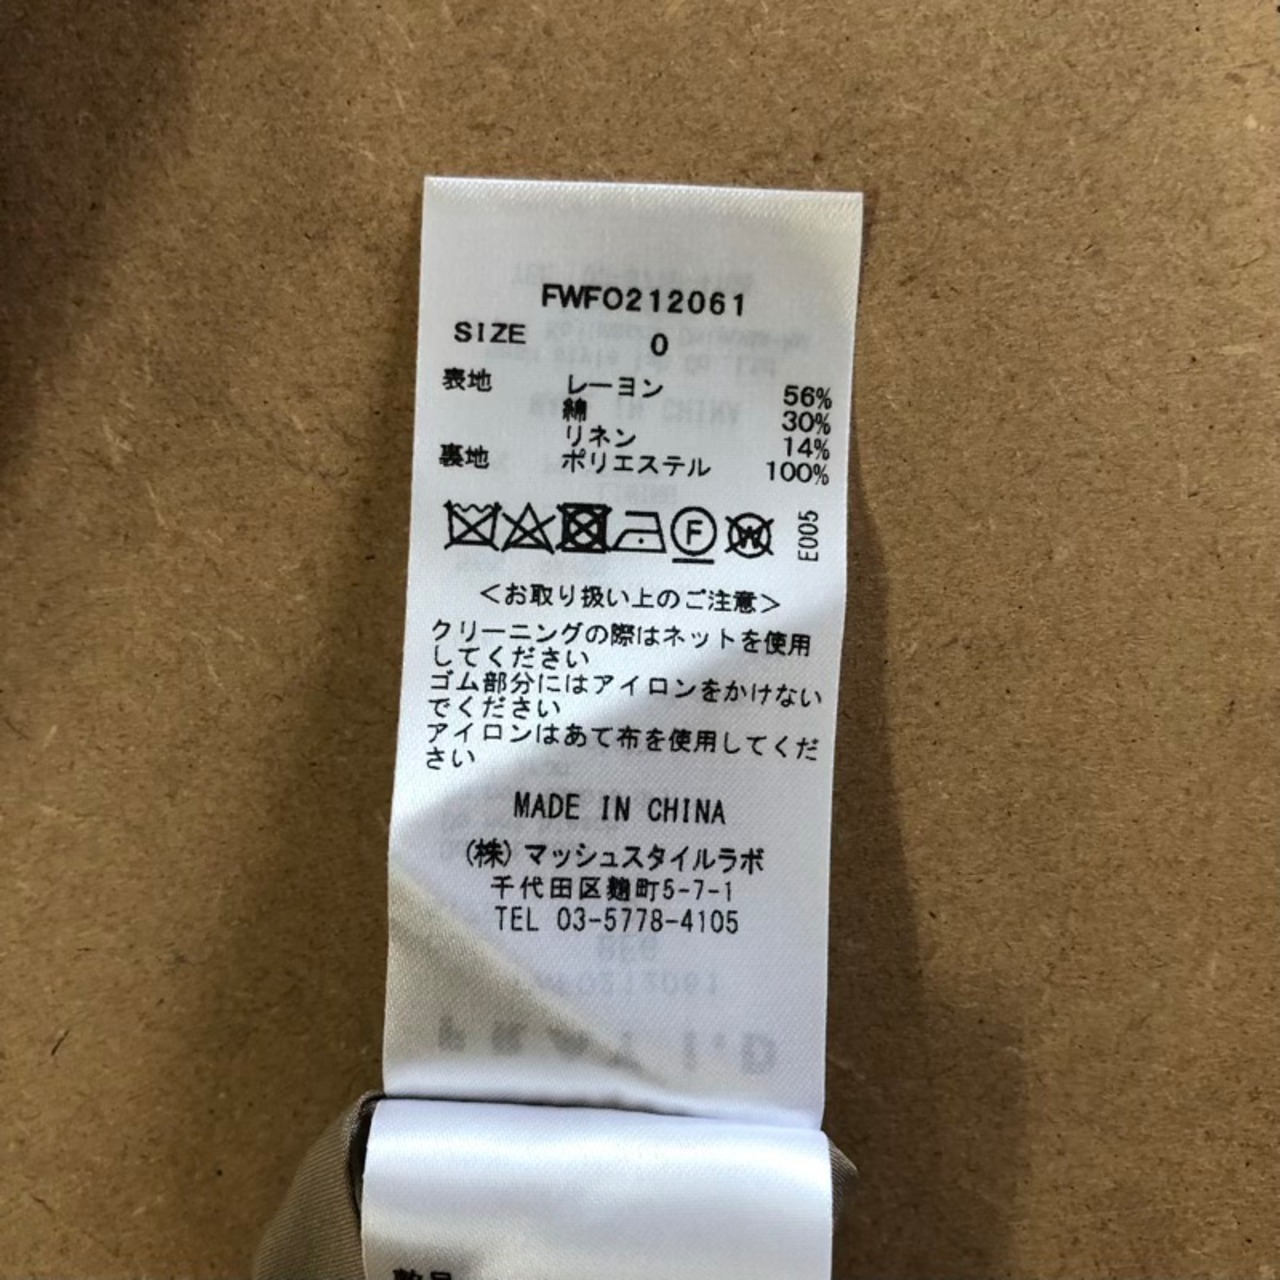 FWFO212061
SIZE 0
表地 レーヨン 56%
綿 30%
リネン 14%
裏地 ポリエステル 100%
F W E005
＜お取り扱い上のご注意＞
クリーニングの際はネットを使用
してください
ゴム部分にはアイロンをかけない
でください
アイロンはあて布を使用してくだ
さい
MADE IN CHINA
(株)マッシュスタイルラボ
千代田区麹町5-7-1
TEL 03-5778-4105